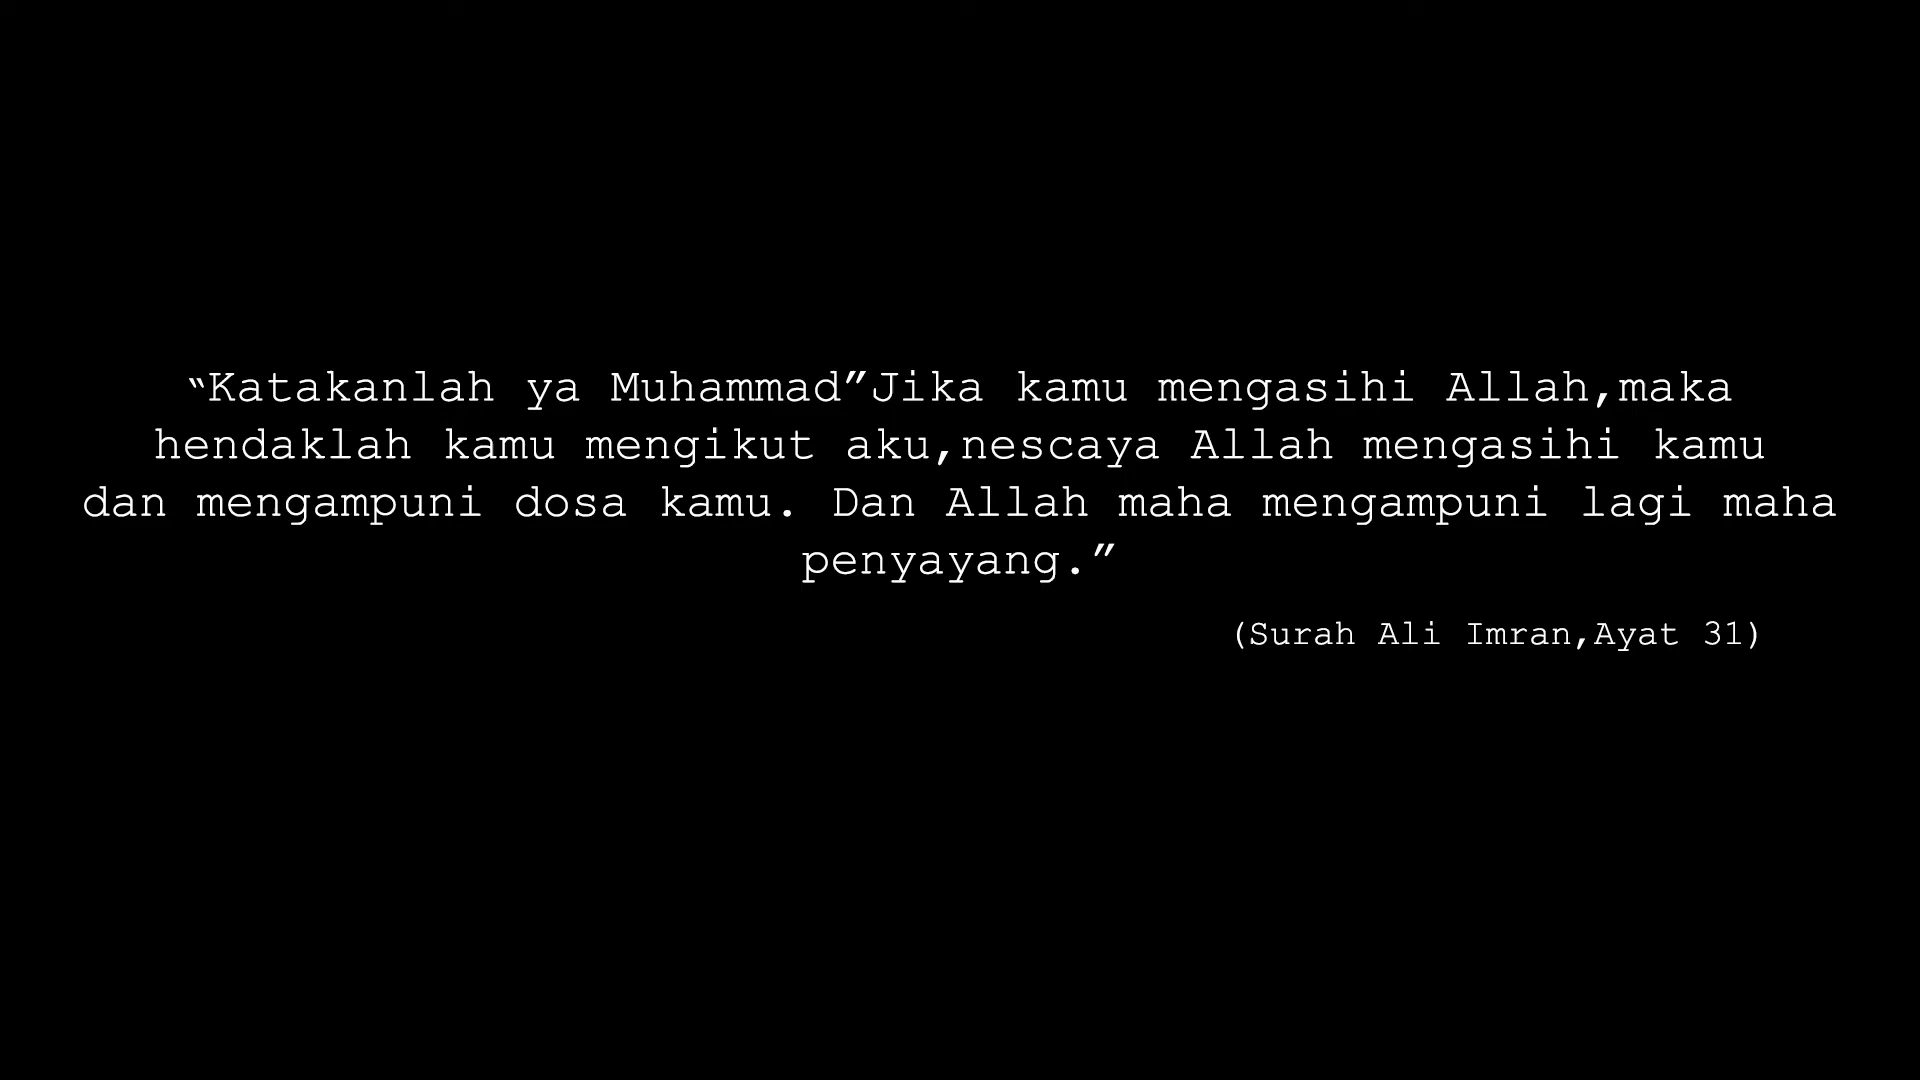 “Katakanlah ya Muhammad”Jika kamu mengasihi Allah,maka
hendaklah kamu mengikut aku,nescaya Allah mengasihi kamu
dan mengampuni dosa kamu. Dan Allah maha mengampuni lagi maha
penyayang.”
(Surah Ali Imran,Ayat 31)